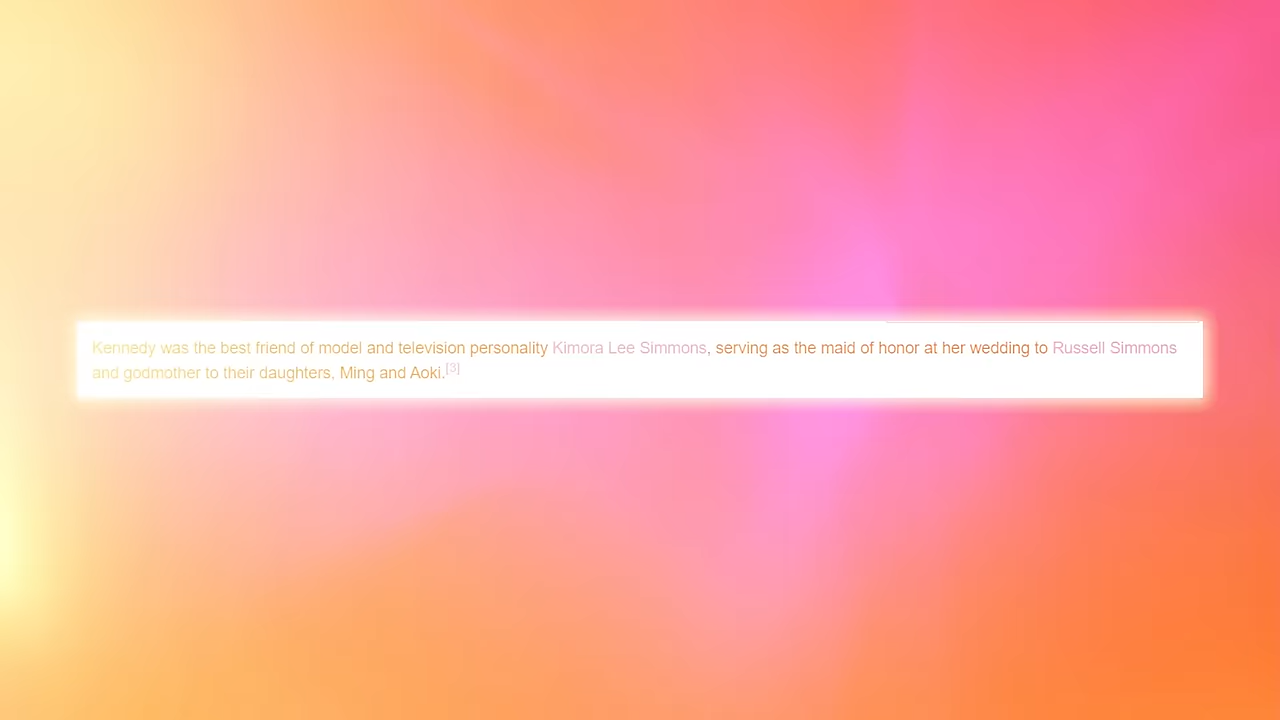 Kennedy was the best friend of model and television personality Kimora Lee Simmons, serving as the maid of honor at her wedding to Russell Simmons
and godmother to their daughters, Ming and Aoki.[3]